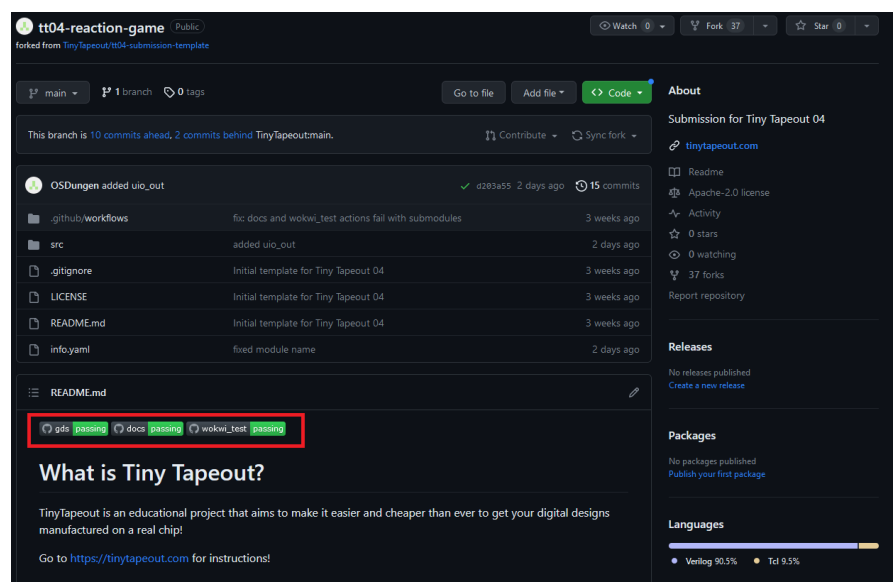 tt04-reaction-game Public
Watch 0
Fork 37
Star 0
forked from TinyTapeout/tt04-submission-template
main
1 branch
0 tags
Go to file
Add file
<> Code
This branch is 10 commits ahead, 2 commits behind TinyTapeout:main.
Contribute
Sync fork
OSDungen added uio_out
d203a55 2 days ago
15 commits
.github/workflows
fix: docs and wokwi_test actions fail with submodules
3 weeks ago
src
added uio_out
2 days ago
.gitignore
Initial template for Tiny Tapeout 04
3 weeks ago
LICENSE
Initial template for Tiny Tapeout 04
3 weeks ago
README.md
Initial template for Tiny Tapeout 04
3 weeks ago
info.yaml
fixed module name
2 days ago
README.md
gds passing docs passing wokwi_test passing
What is Tiny Tapeout?
TinyTapeout is an educational project that aims to make it easier and cheaper than ever to get your digital designs
manufactured on a real chip!
Go to https://tinytapeout.com for instructions!
About
Submission for Tiny Tapeout 04
tinytapeout.com
Readme
Apache-2.0 license
Activity
0 stars
0 watching
37 forks
Report repository
Releases
No releases published
Create a new release
Packages
No packages published
Publish your first package
Languages
Verilog 90.5%
Tcl 9.5%